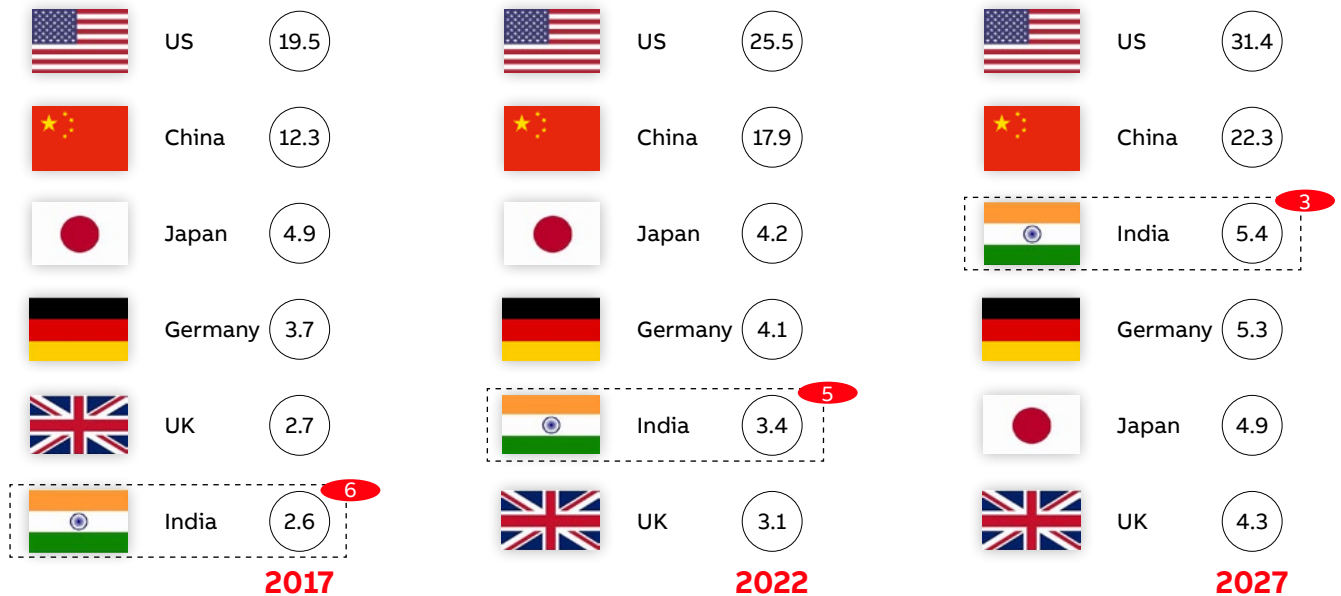 US 19.5
China 12.3
Japan 4.9
Germany 3.7
UK 2.7
6
India 2.6
2017
US 25.5
China 17.9
Japan 4.2
Germany 4.1
5
India 3.4
UK 3.1
2022
US 31.4
China 22.3
3
India 5.4
Germany 5.3
Japan 4.9
UK 4.3
2027